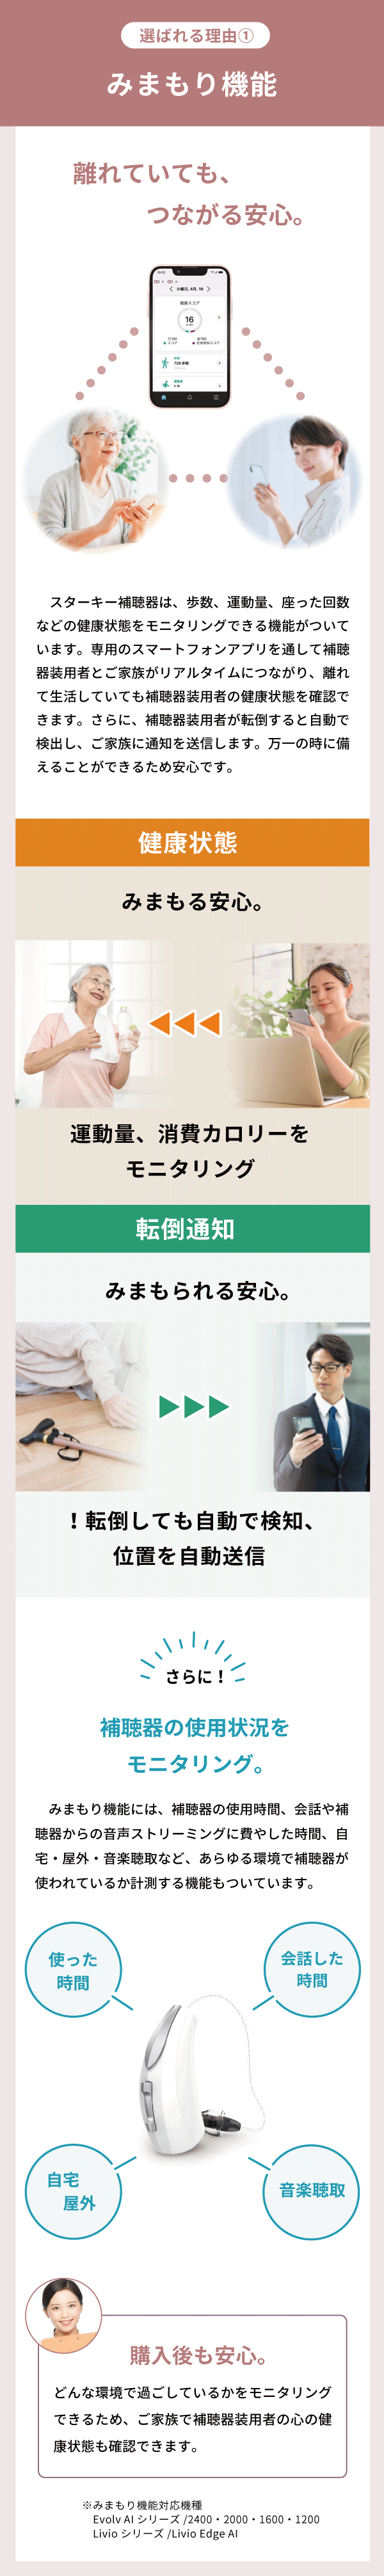 選ばれる理由①
みまもり機能
離れていても、
つながる安心。
16
728 歩数
スターキー補聴器は、歩数、運動量、座った回数
などの健康状態をモニタリングできる機能がついて
います。専用のスマートフォンアプリを通して補聴
器装用者とご家族がリアルタイムにつながり、離れ
て生活していても補聴器装用者の健康状態を確認で
きます。さらに、補聴器装用者が転倒すると自動で
検出し、ご家族に通知を送信します。万一の時に備
えることができるため安心です。
健康状態
みまもる安心。
運動量、消費カロリーを
モニタリング
転倒通知
みまもられる安心。
！転倒しても自動で検知、
位置を自動送信
さらに！
補聴器の使用状況を
モニタリング。
みまもり機能には、補聴器の使用時間、会話や補
聴器からの音声ストリーミングに費やした時間、自
宅・屋外・音楽聴取など、あらゆる環境で補聴器が
使われているか計測する機能もついています。
使った
時間
会話した
時間
自宅
屋外
音楽聴取
購入後も安心。
どんな環境で過ごしているかをモニタリング
できるため、ご家族で補聴器装用者の心の健
康状態も確認できます。
※みまもり機能対応機種
Evolv AI シリーズ /2400・2000・1600・1200
Livio シリーズ /Livio Edge AI